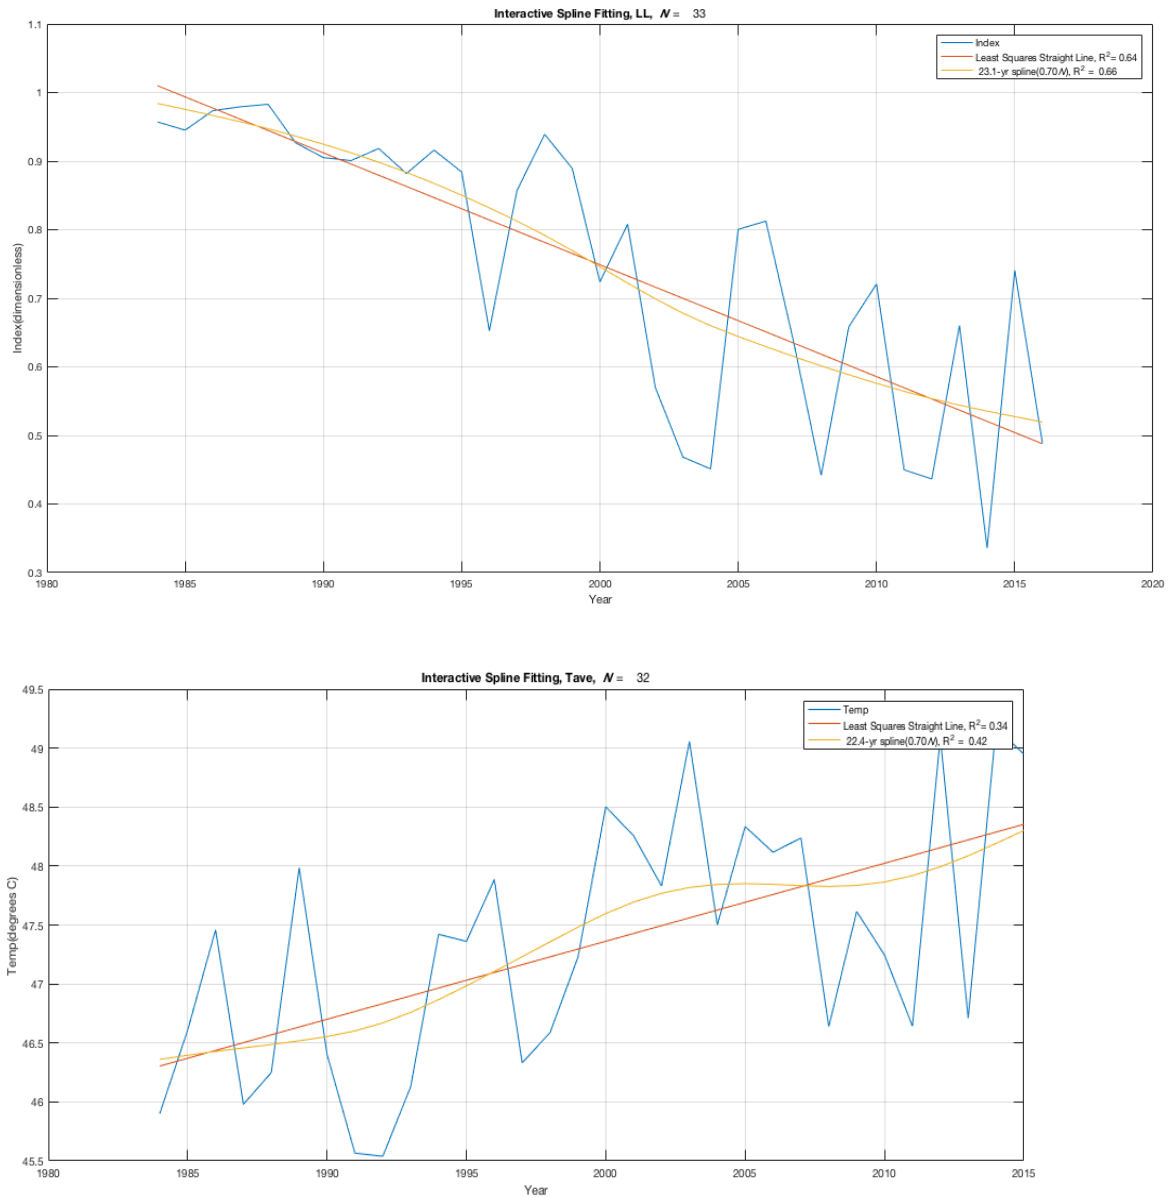 Interactive Spline Fitting, LL, N = 33
1.1
Index
Least Squares Straight Line, R²= 0.64
23.1-yr spline(0.70N), R² = 0.66
1
0.9
0.8
Index(dimensionless)
0.7
0.6
0.5
0.4
0.3
1980 1985 1990 1995 2000 2005 2010 2015 2020
Year
Interactive Spline Fitting, Tave, N = 32
49.5
Temp
Least Squares Straight Line, R²= 0.34
22.4-yr spline(0.70N), R² = 0.42
49
48.5
48
47.5
Temp(degrees C)
47
46.5
46
45.5
1980 1985 1990 1995 2000 2005 2010 2015
Year